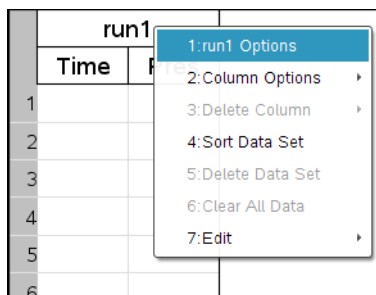 run1
1:run1 Options
Time
2:Column Options
1
3:Delete Column
2
4:Sort Data Set
3
5:Delete Data Set
4
6:Clear All Data
5
7:Edit
6